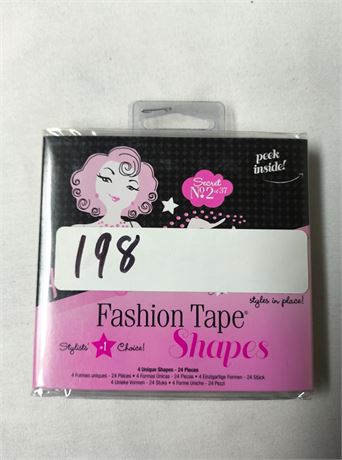 peek
inside!
Secret
No. 2 of 37
198
styles in place!
Fashion Tape®
Stylists' #1 Choice!
Shapes
4 Unique Shapes - 24 Pieces
4 Formes uniques - 24 Pièces • 4 Formas Únicas - 24 Piezas • 4 Einzigartige Formen - 24 Stück
4 Unieke Vormen - 24 Stuks • 4 Forme Uniche - 24 Pezzi